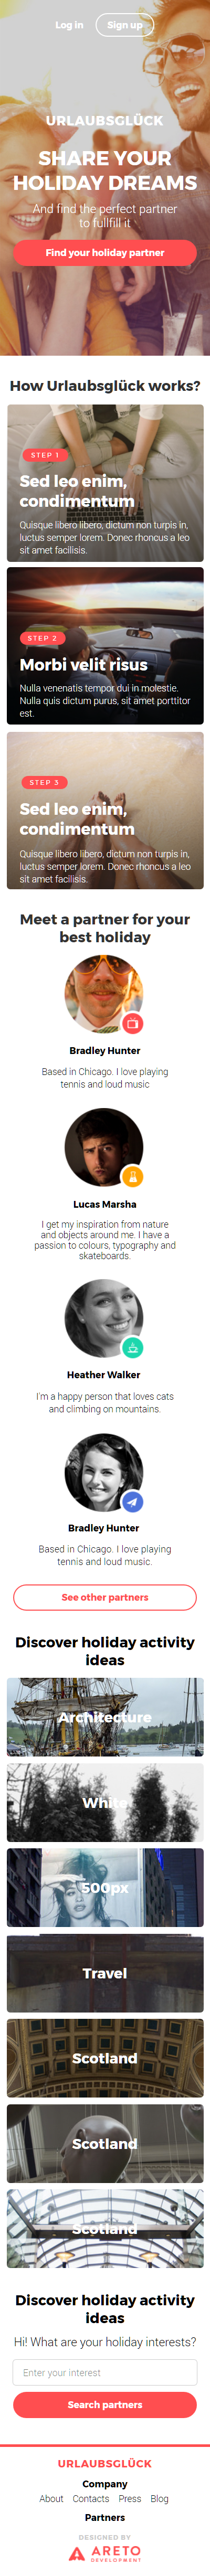 Log in
Sign up
URLAUBSGLÜCK
SHARE YOUR
HOLIDAY DREAMS
And find the perfect partner
to fullfill it
Find your holiday partner
How Urlaubsglück works?
STEP 1
Sed leo enim,
condimentum
Quisque libero libero, dictum non turpis in,
luctus semper lorem. Donec rhoncus a leo
sit amet facilisis.
STEP 2
Morbi velit risus
Nulla venenatis tempor dui in molestie.
Nulla quis dictum purus, sit amet porttitor
est.
STEP 3
Sed leo enim,
condimentum
Quisque libero libero, dictum non turpis in,
luctus semper lorem. Donec rhoncus a leo
sit amet facilisis.
Meet a partner for your
best holiday
Bradley Hunter
Based in Chicago. I love playing
tennis and loud music
Lucas Marsha
I get my inspiration from nature
and objects around me. I have a
passion to colours, typography and
skateboards.
Heather Walker
I'm a happy person that loves cats
and climbing on mountains.
Bradley Hunter
Based in Chicago. I love playing
tennis and loud music.
See other partners
Discover holiday activity
ideas
Architecture
White
500px
Travel
Scotland
Scotland
Scotland
Discover holiday activity
ideas
Hi! What are your holiday interests?
Enter your interest
Search partners
URLAUBSGLÜCK
Company
About Contacts Press Blog
Partners
DESIGNED BY
ARETO
DEVELOPMENT